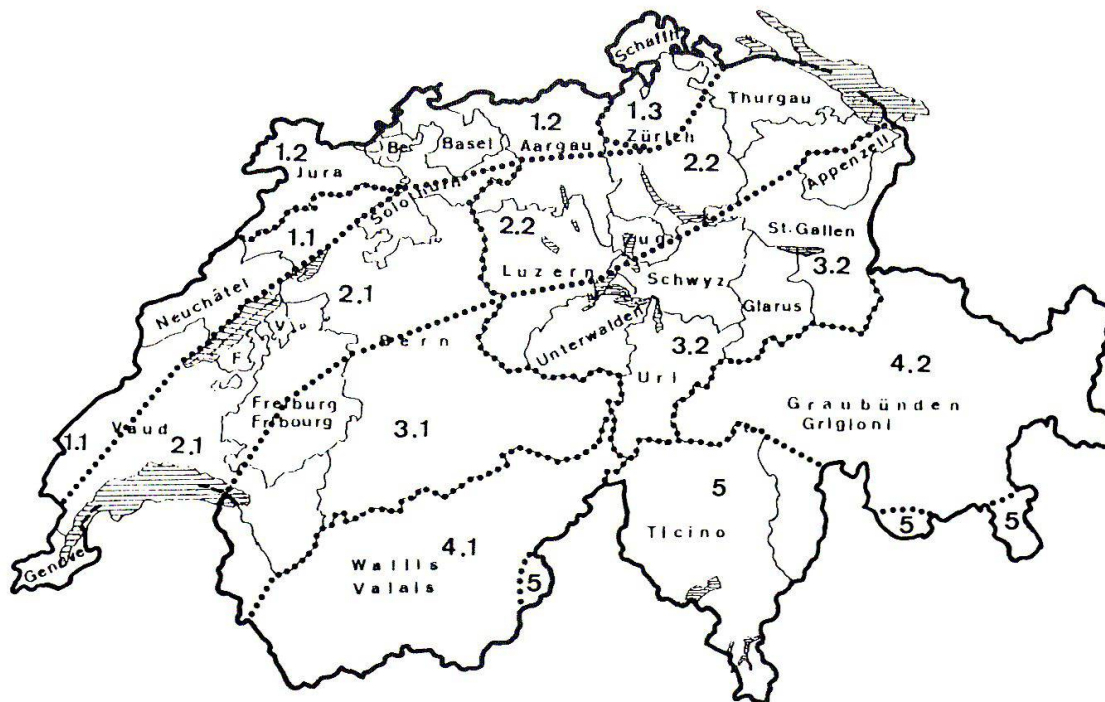 Schaffh.
Thurgau
1.3
Zürich
1.2
Aargau
Basel
Be
1.2
Jura
2.2
Appenzell
Solothurn
1.1
2.2
Zug
St-Gallen
3.2
Luzern
Schwyz
Glarus
Neuchâtel
2.1
Unterwalden
3.2
Uri
Bern
F
4.2
Graubünden
Grigioni
Freiburg
Fribourg
3.1
1.1
Vaud
2.1
5
Ticino
5
5
Genève
4.1
Wallis
Valais
5